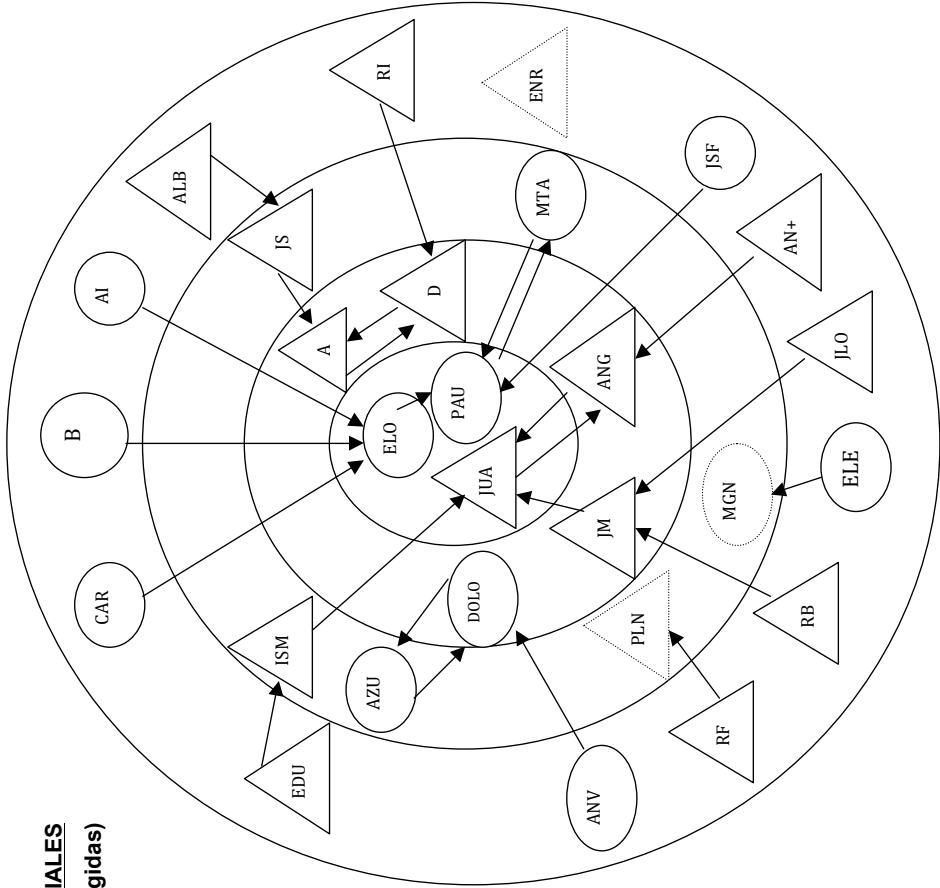 IALES
gidas)
B
CAR
AI
ALB
ISM
JS
EDU
A
AZU
RI
ELO
D
PAU
DOLO
JUA
ENR
MTA
ANV
JM
ANG
PLN
JSF
RF
MGN
AN+
RB
JLO
ELE